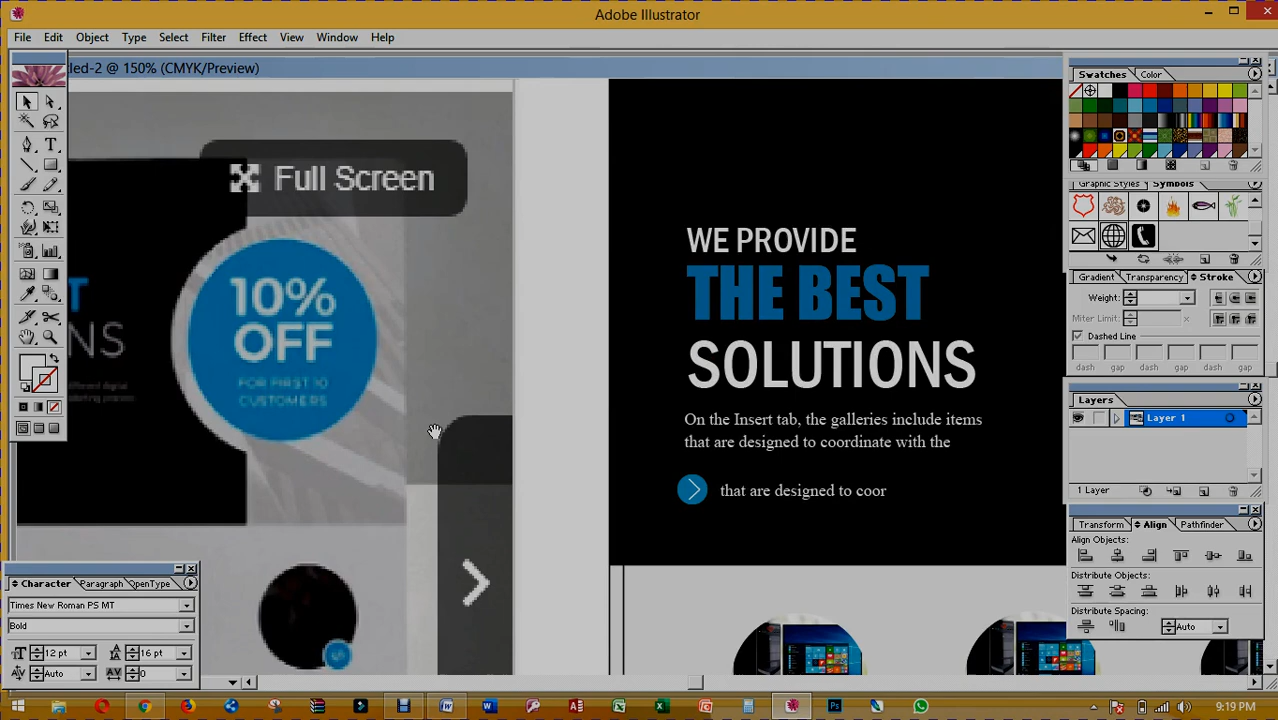 Adobe Illustrator
File Edit Object Type Select Filter Effect View Window Help
led-2 @ 150% (CMYK/Preview)
Full Screen
10%
OFF
FOR FIRST 10
CUSTOMERS
T
NS
WE PROVIDE
THE BEST
SOLUTIONS
On the Insert tab, the galleries include items
that are designed to coordinate with the
that are designed to coor
Swatches Color
Graphic Styles Symbols
Gradient Transparency Stroke
Weight:
Miter Limit:
Dashed Line
dash gap dash gap dash gap
Layers
Layer 1
1 Layer
Transform Align Pathfinder
Align Objects:
Distribute Objects:
Distribute Spacing:
Auto
Character Paragraph OpenType
Times New Roman PS MT
Bold
12 pt 16 pt
Auto 0
9:19 PM